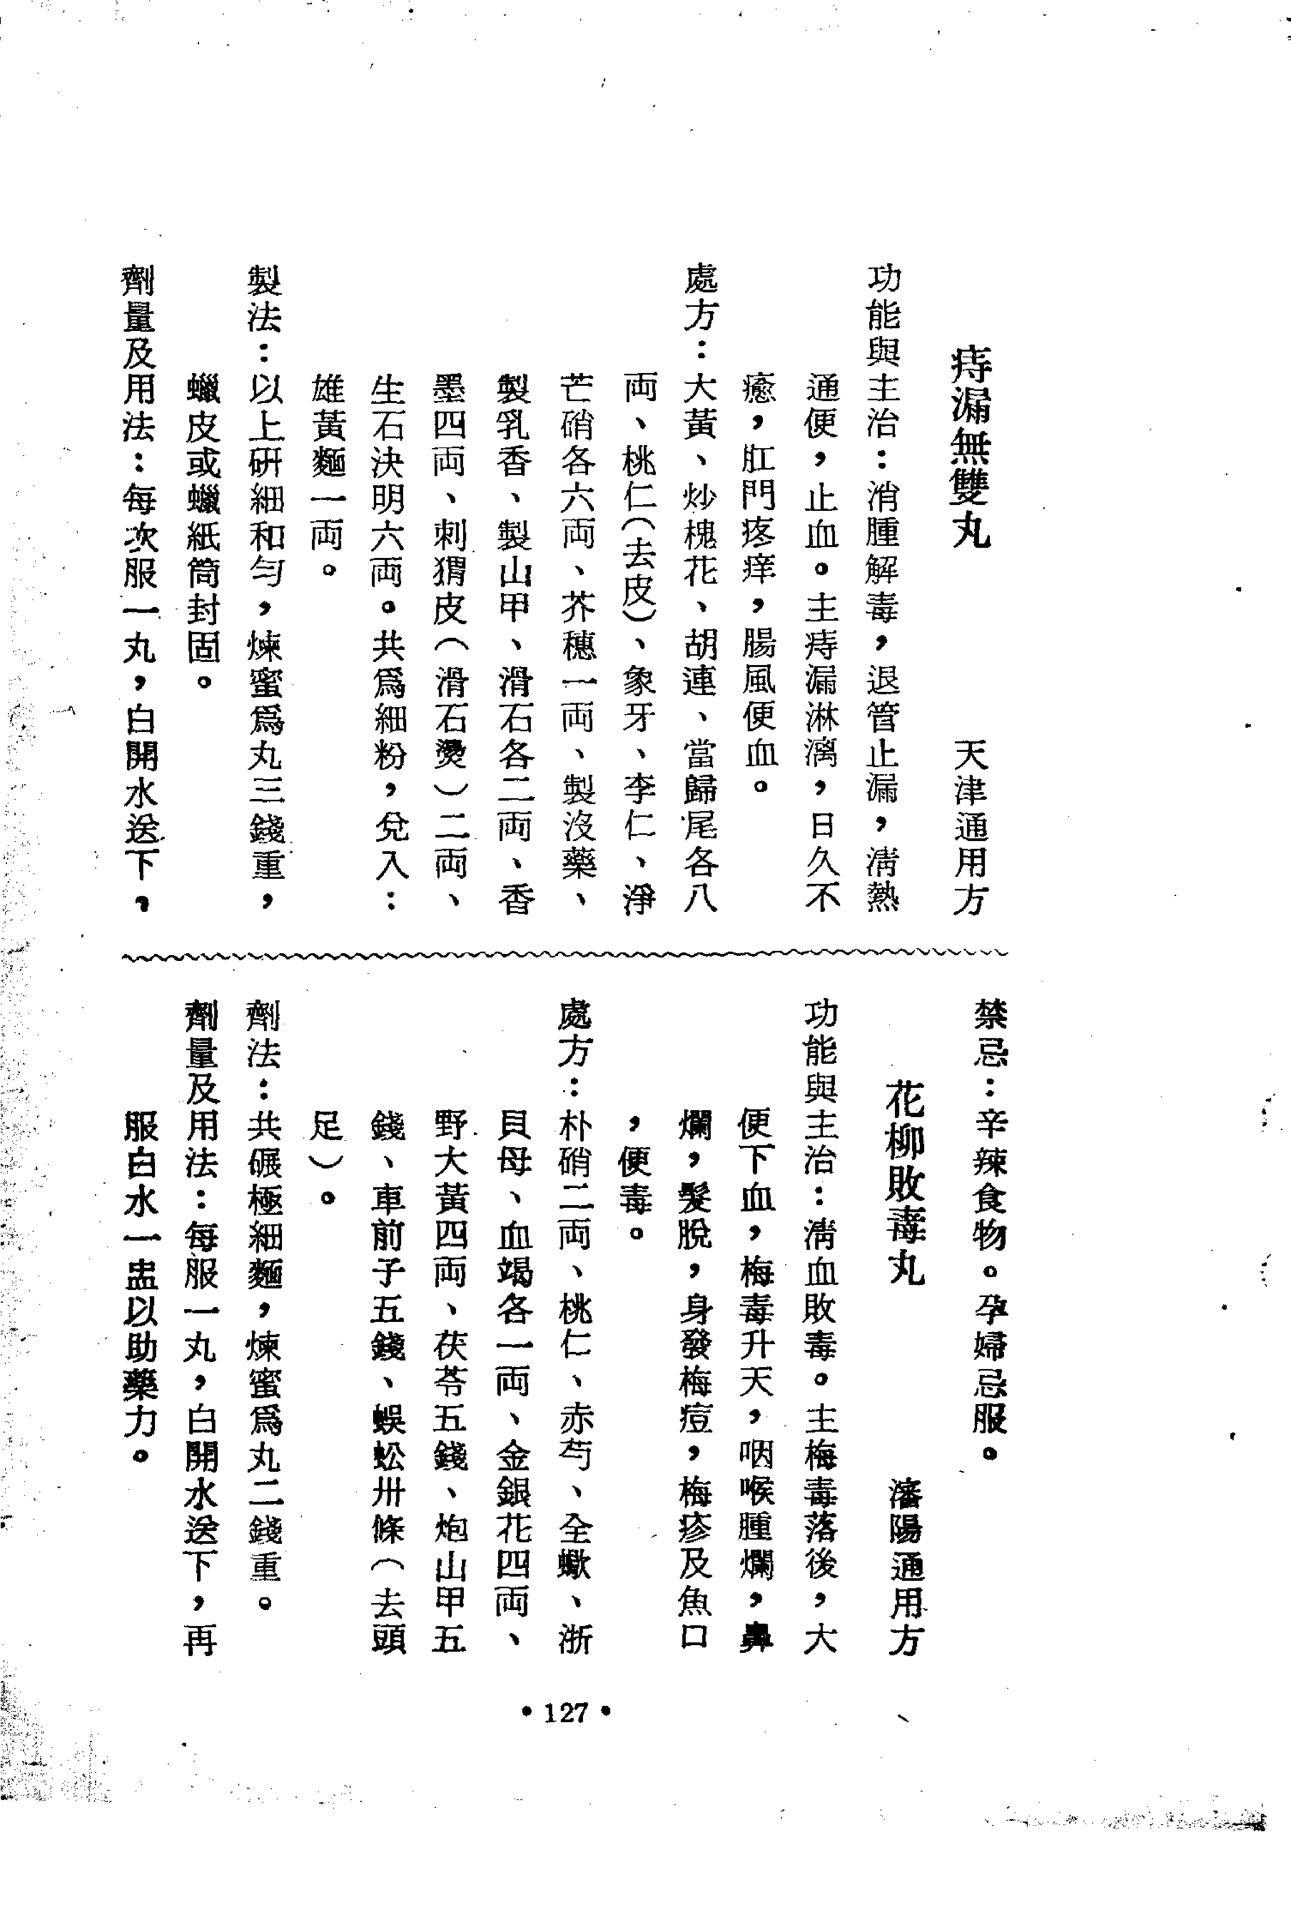 痔漏無雙丸　天津通用方
功能與主治：消腫解毒，退管止漏，淸熱
通便，止血。主痔漏淋漓，日久不
癒，肛門疼痒，腸風便血。
處方：大黃、炒槐花、胡連、當歸尾各八
両、桃仁（去皮）、象牙、李仁、淨
芒硝各六両、芥穗一両、製沒藥、
製乳香、製山甲、滑石各二両、香
墨四両、刺猬皮（滑石燙）二両、
生石決明六両。共爲細粉，兌入：
雄黃麵一両。
製法：以上硏細和勻，煉蜜爲丸三錢重，
蠟皮或蠟紙筒封固。
劑量及用法：每次服一丸，白開水送下，
禁忌：辛辣食物。孕婦忌服。
花柳敗毒丸　瀋陽通用方
功能與主治：淸血敗毒。主梅毒落後，大
便下血，梅毒升天，咽喉腫爛，鼻
爛，髮脫，身發梅痘，梅疹及魚口
，便毒。
處方：朴硝二両、桃仁、赤芍、全蠍、浙
貝母、血竭各一両、金銀花四両、
野大黃四両、茯苓五錢、炮山甲五
錢、車前子五錢、蜈蚣卅條（去頭
足）。
劑法：共碾極細麵，煉蜜爲丸二錢重。
劑量及用法：每服一丸，白開水送下，再
服白水一盅以助藥力。
• 127 •